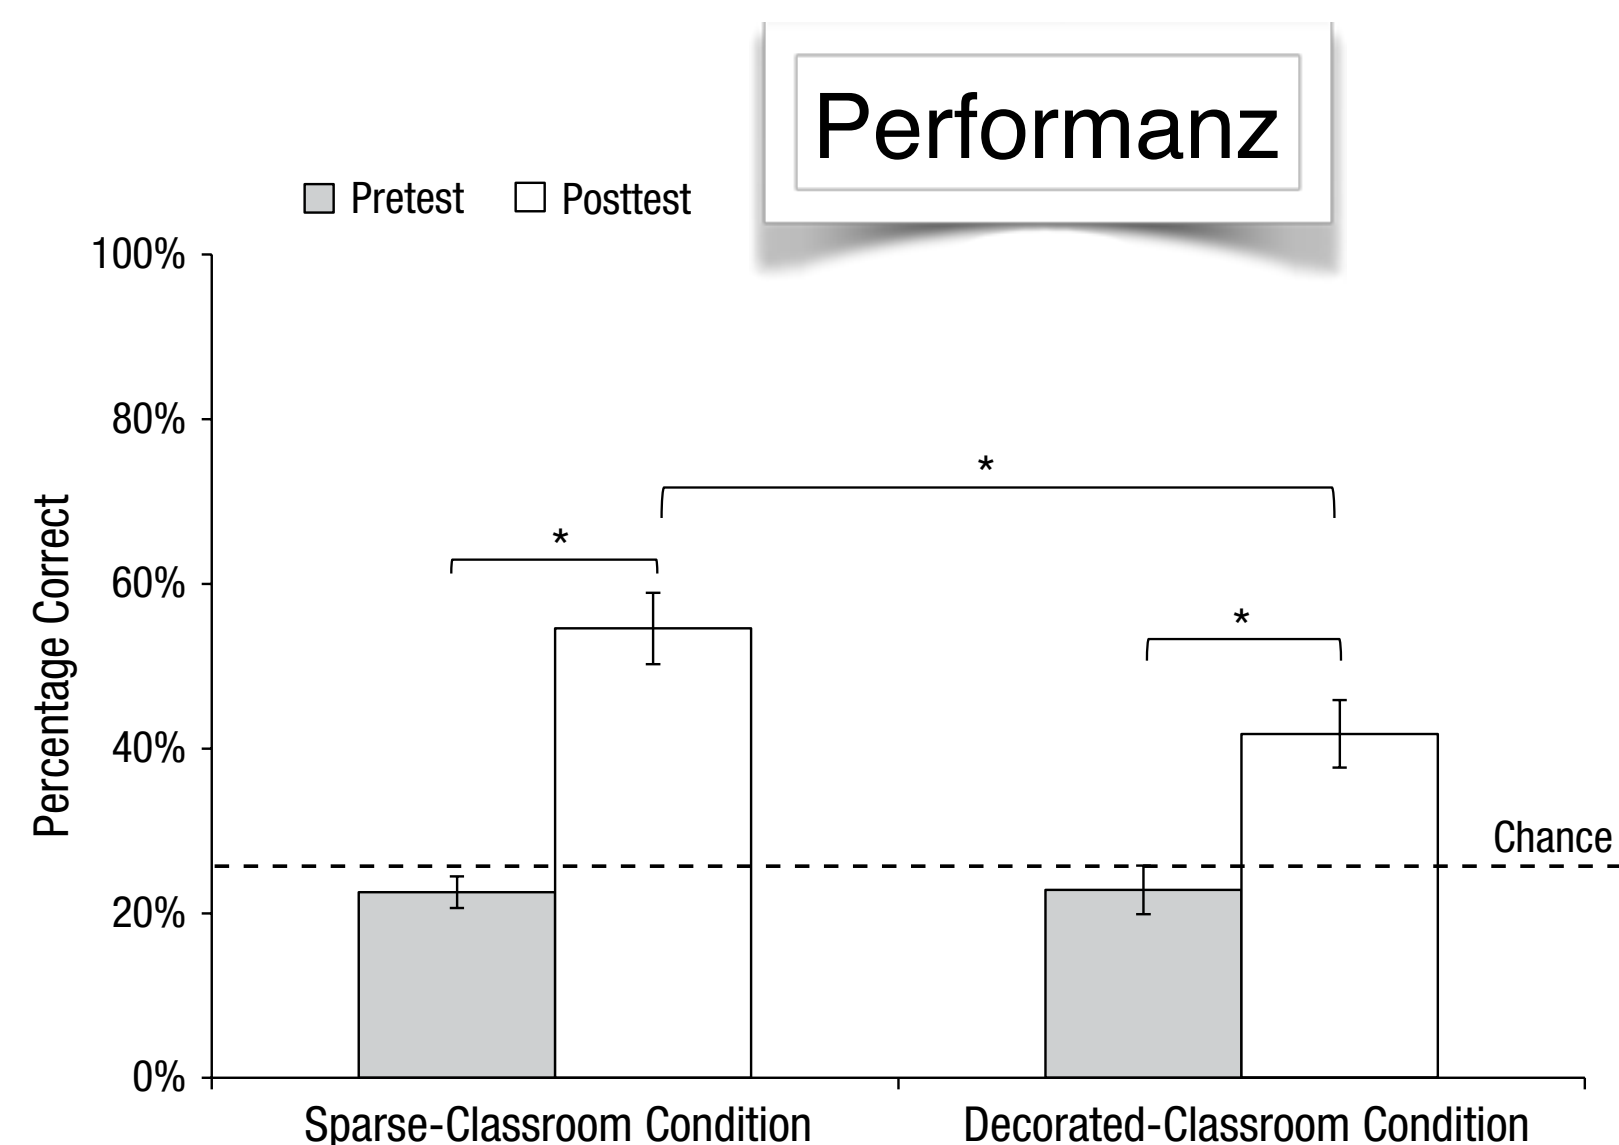 Performanz
Pretest Posttest
100%
80%
60%
40%
20%
0%
Percentage Correct
*
*
*
Chance
Sparse-Classroom Condition Decorated-Classroom Condition